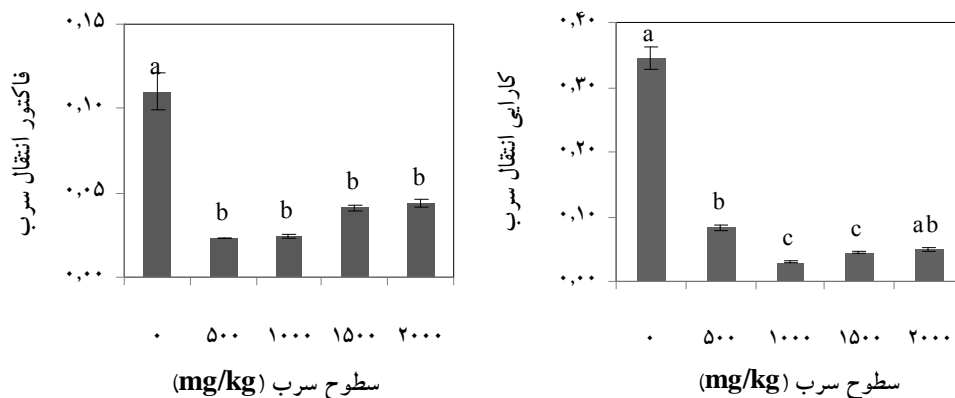 فاکتور انتقال سرب
۰,۱۵
۰,۱۰
۰,۰۵
۰,۰۰
a
b
b
b
b
۰ ۵۰۰ ۱۰۰۰ ۱۵۰۰ ۲۰۰۰
سطوح سرب (mg/kg)
کارایی انتقال سرب
۰,۴۰
۰,۳۰
۰,۲۰
۰,۱۰
۰,۰۰
a
b
c
c
ab
۰ ۵۰۰ ۱۰۰۰ ۱۵۰۰ ۲۰۰۰
سطوح سرب (mg/kg)